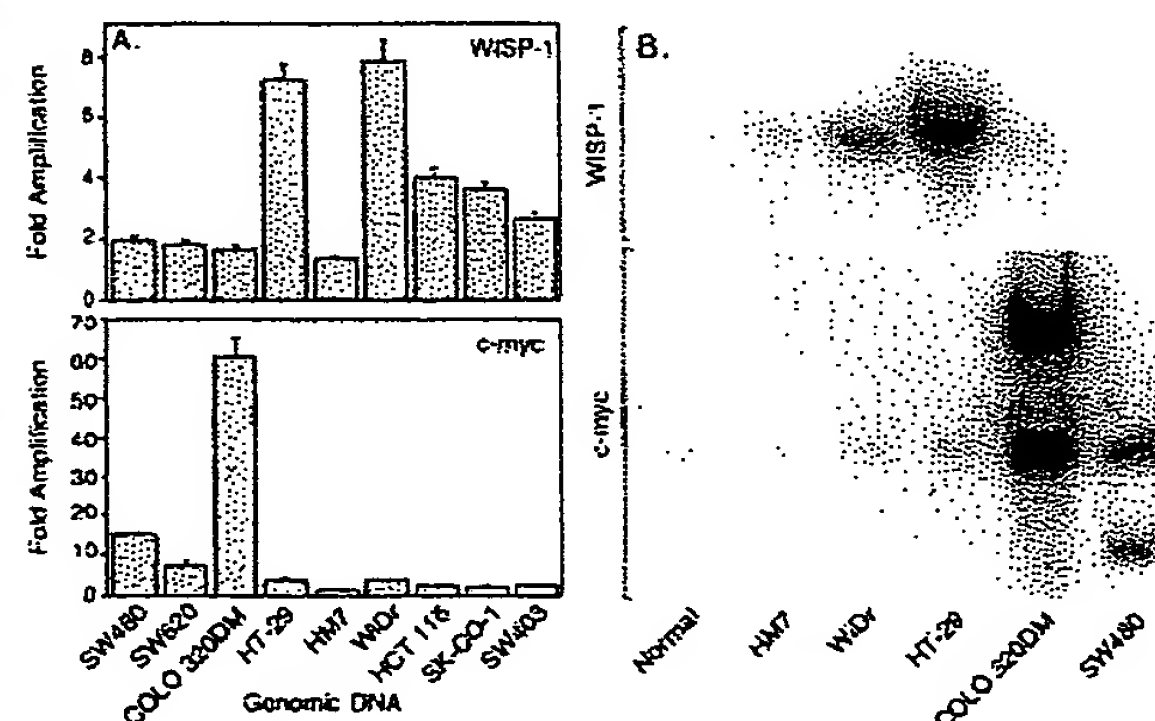 A.
WISP-1
Fold Amplification
8
6
4
2
0
c-myc
Fold Amplification
70
60
50
40
30
20
10
0
SW480
SW620
COLO 320DM
HT-29
HM7
WiDr
HCT 116
SK-CO-1
SW403
Genomic DNA
B.
WISP-1
c-myc
Normal
HM7
WiDr
HT-29
COLO 320DM
SW480